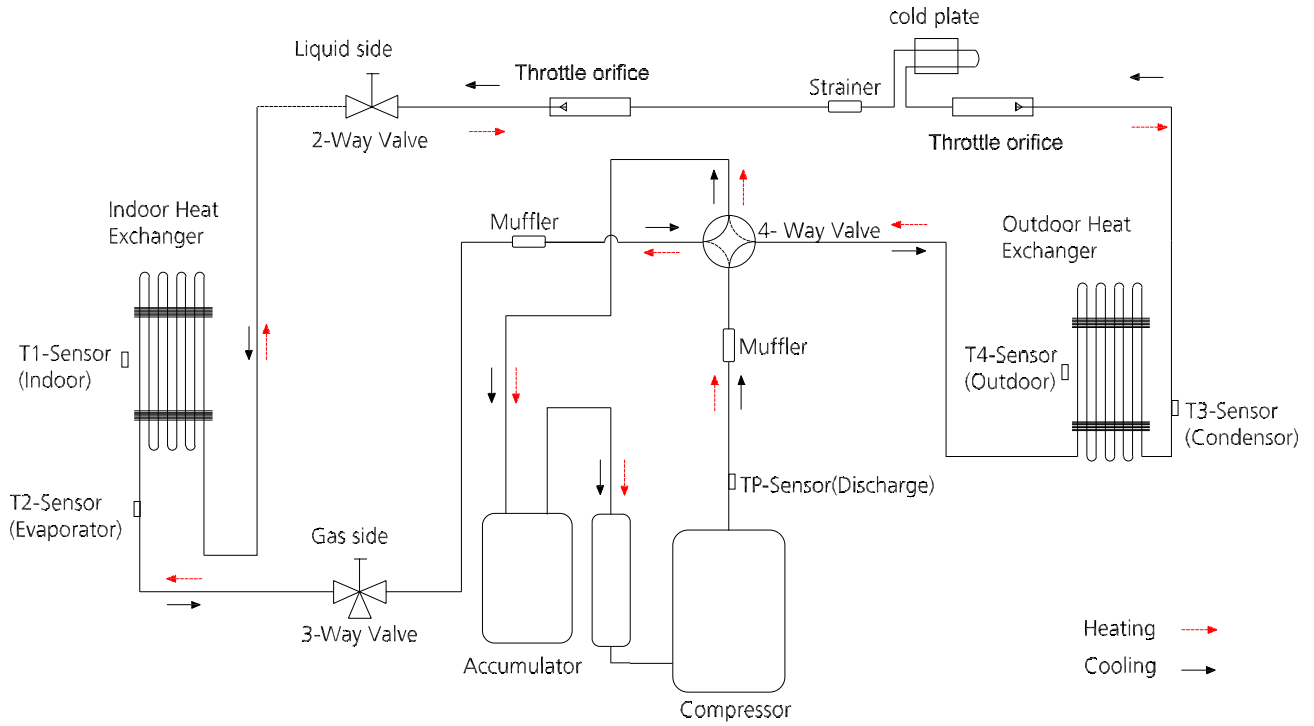 cold plate
Liquid side
Throttle orifice
Strainer
2-Way Valve
Throttle orifice
Indoor Heat
Exchanger
Muffler
4- Way Valve
Outdoor Heat
Exchanger
T1-Sensor
(Indoor)
Muffler
T4-Sensor
(Outdoor)
T3-Sensor
(Condensor)
T2-Sensor
(Evaporator)
TP-Sensor(Discharge)
Gas side
3-Way Valve
Accumulator
Compressor
Heating
Cooling